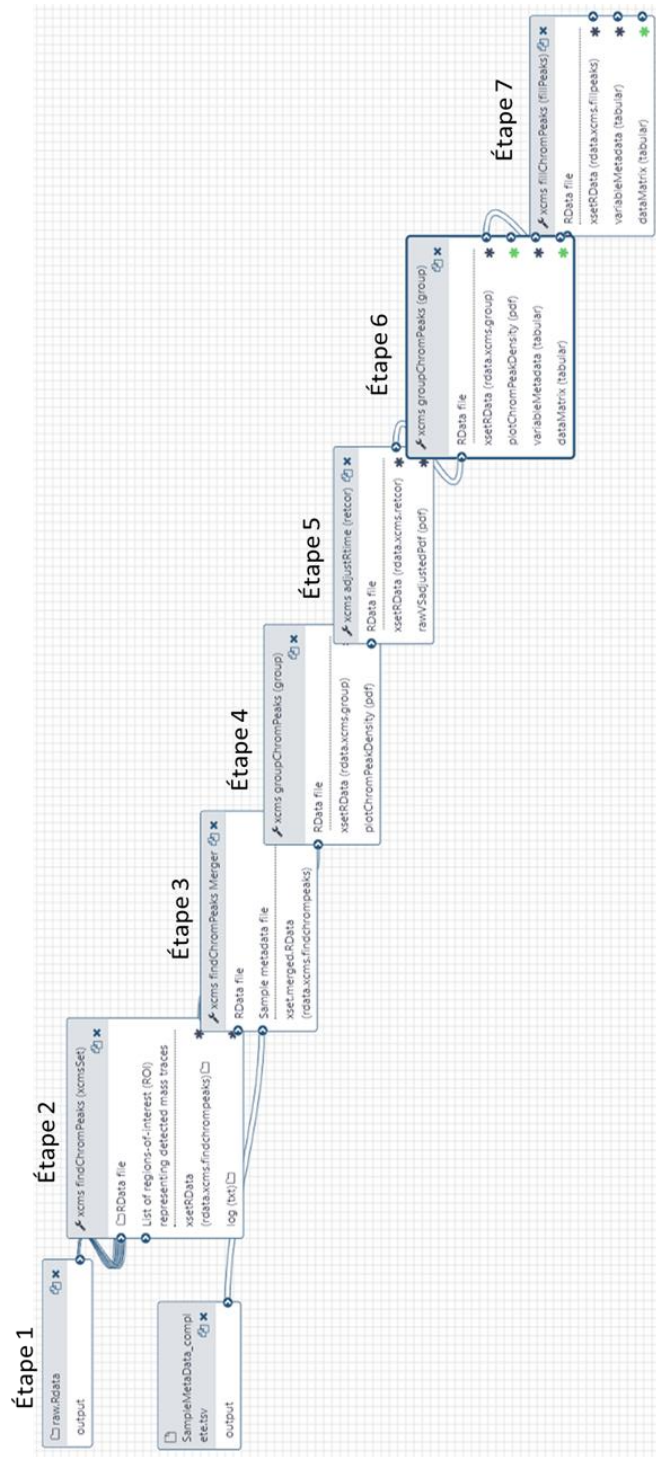 Étape 1
raw.Rdata
output
SampleMetaData_compl
ete.tsv
output
Étape 2
xcms findChromPeaks (xcmsSet)
RData file
List of regions-of-interest (ROI)
representing detected mass traces
xsetRData
(rdata.xcms.findchrompeaks)
log (txt)
Étape 3
xcms findChromPeaks Merger
RData file
Sample metadata file
xset.merged.RData
(rdata.xcms.findchrompeaks)
Étape 4
xcms groupChromPeaks (group)
RData file
xsetRData (rdata.xcms.group)
plotChromPeakDensity (pdf)
Étape 5
xcms adjustRtime (retcor)
RData file
xsetRData (rdata.xcms.retcor)
rawVSadjustedPdf (pdf)
Étape 6
xcms groupChromPeaks (group)
RData file
xsetRData (rdata.xcms.group)
plotChromPeakDensity (pdf)
variableMetadata (tabular)
dataMatrix (tabular)
Étape 7
xcms fillChromPeaks (fillPeaks)
RData file
xsetRData (rdata.xcms.fillpeaks)
variableMetadata (tabular)
dataMatrix (tabular)